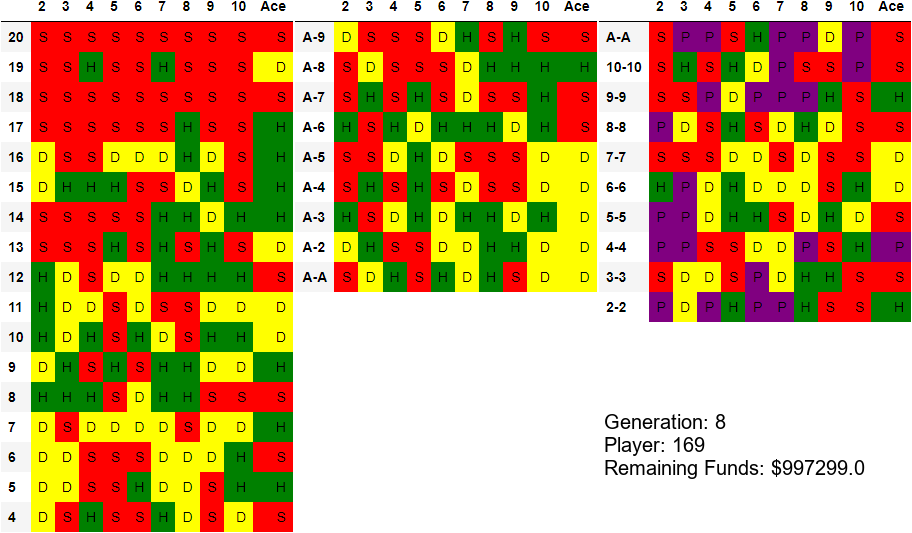 2 3 4 5 6 7 8 9 10 Ace
20 S S S S S S S S S S
19 S S H S S H S S S D
18 S S S S S S S S S S
17 S S S S S S H S S H
16 D S S D D D H D S H
15 D H H H S S D H S H
14 S S S S S H H D H H
13 S S S H S H S H S D
12 H D S D D H H H H S
11 H D D S D S S D D D
10 H D H S H D S H H D
9 D H S H S H H D D H
8 H H H S D H H S S S
7 D S D D D D S D D H
6 D D S S S D D D H S
5 D D S S H D D S H H
4 D S H S S H D S D S
2 3 4 5 6 7 8 9 10 Ace
A-9 D S S S D H S H S S
A-8 S D S S S D H H H H
A-7 S H S H S D S S H S
A-6 H S H D H H H D H S
A-5 S S D H D S S S D D
A-4 S H S H S D S S D D
A-3 H S D H D H H D H D
A-2 D H S S D D H H D D
A-A S D H S H D H S D D
2 3 4 5 6 7 8 9 10 Ace
A-A S P P S H P P D P S
10-10 S H S H D P S S P S
9-9 S S P D P P P H S H
8-8 P D S H S D H D S S
7-7 S S S D D S D S S D
6-6 H P D H D D D S H D
5-5 P P D H H S D H D S
4-4 P P S S D D P S H P
3-3 S D D S P D H H S S
2-2 P D P H P P H S S H
Generation: 8
Player: 169
Remaining Funds: $997299.0